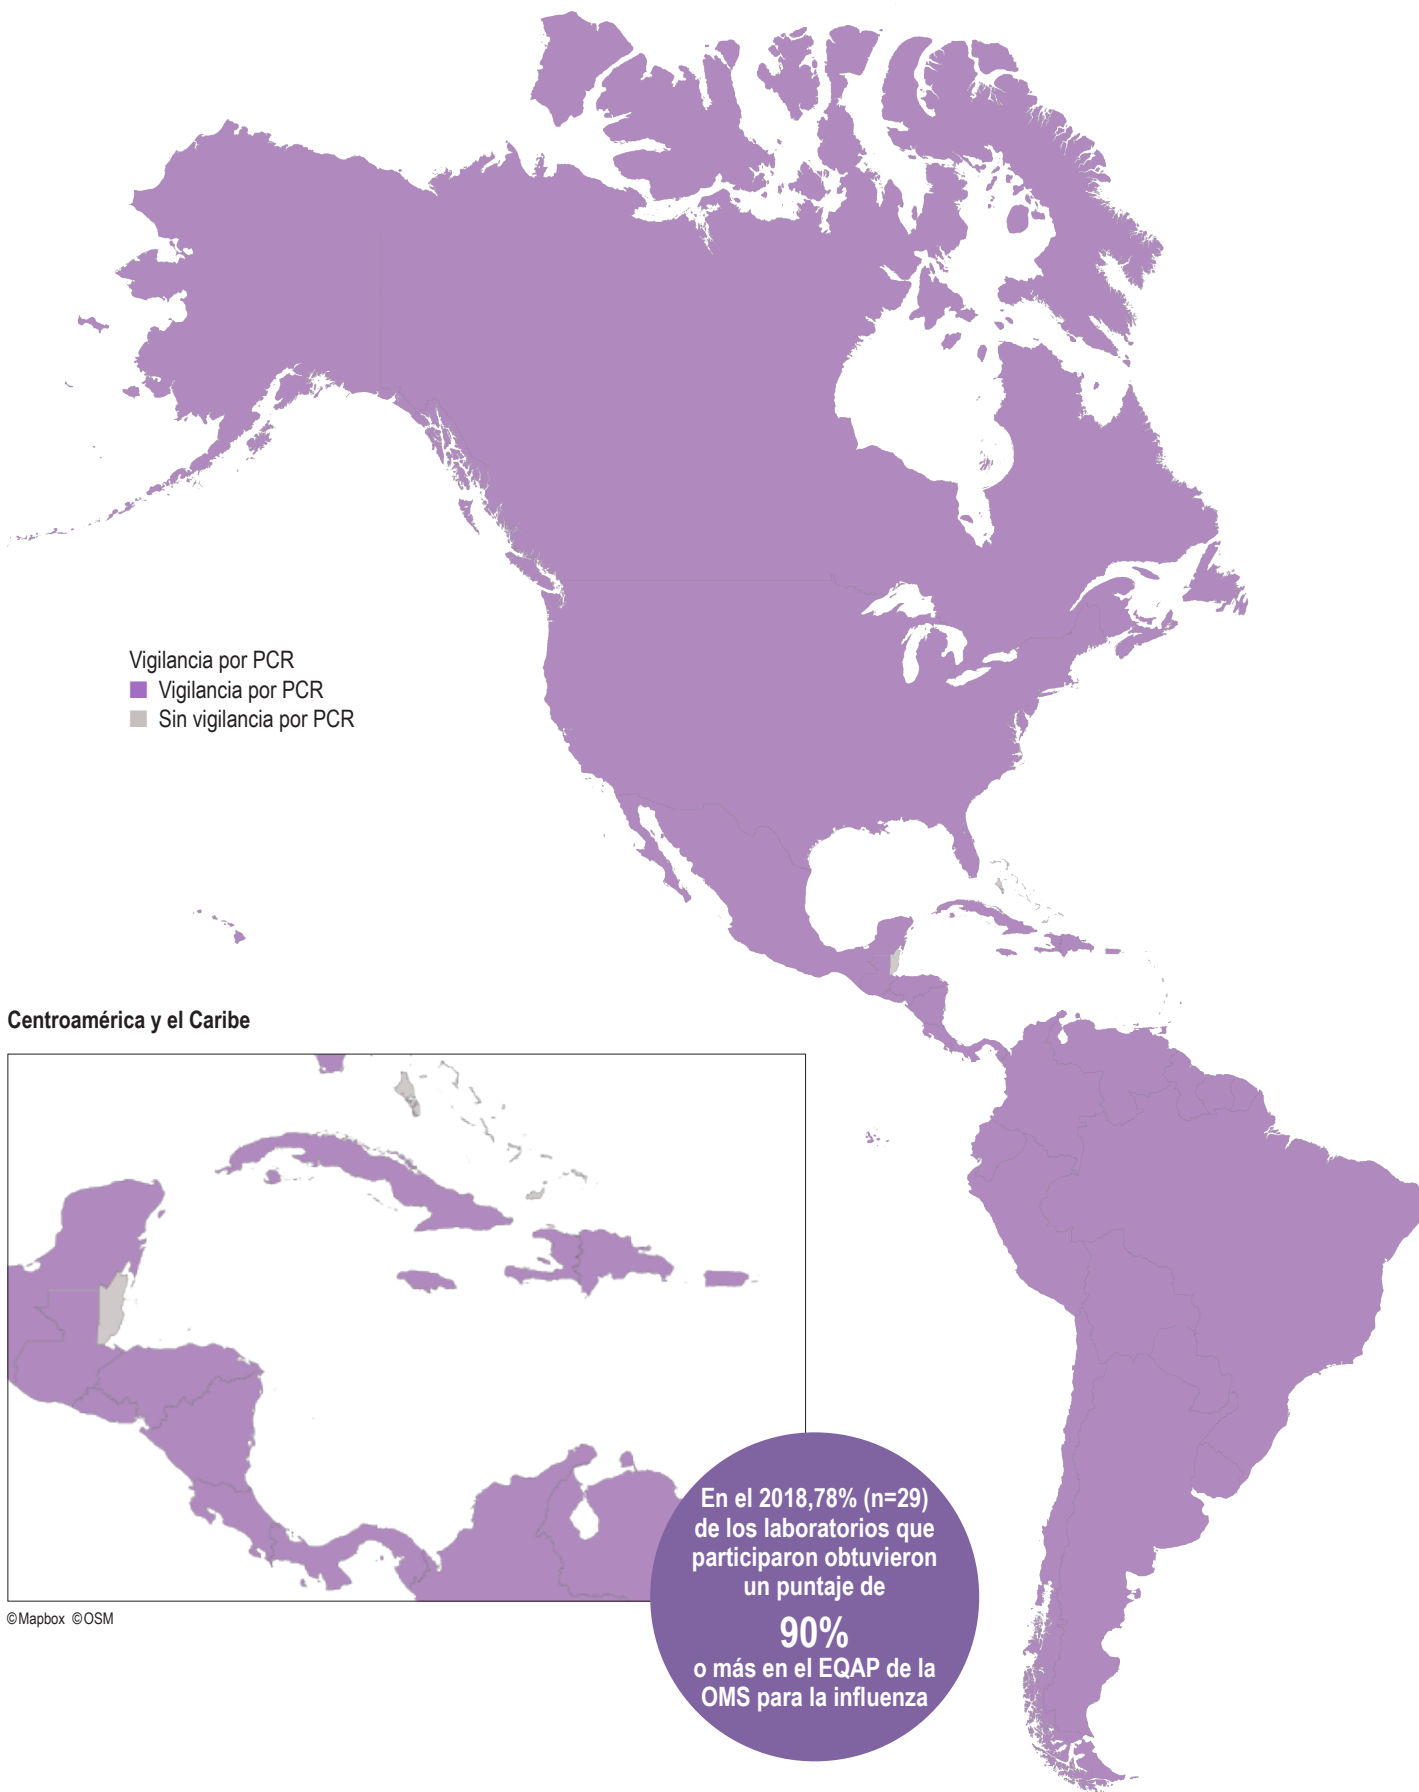 Vigilancia por PCR
Vigilancia por PCR
Sin vigilancia por PCR
Centroamérica y el Caribe
En el 2018,78% (n=29)
de los laboratorios que
participaron obtuvieron
un puntaje de
90%
o más en el EQAP de la
OMS para la influenza
©Mapbox ©OSM